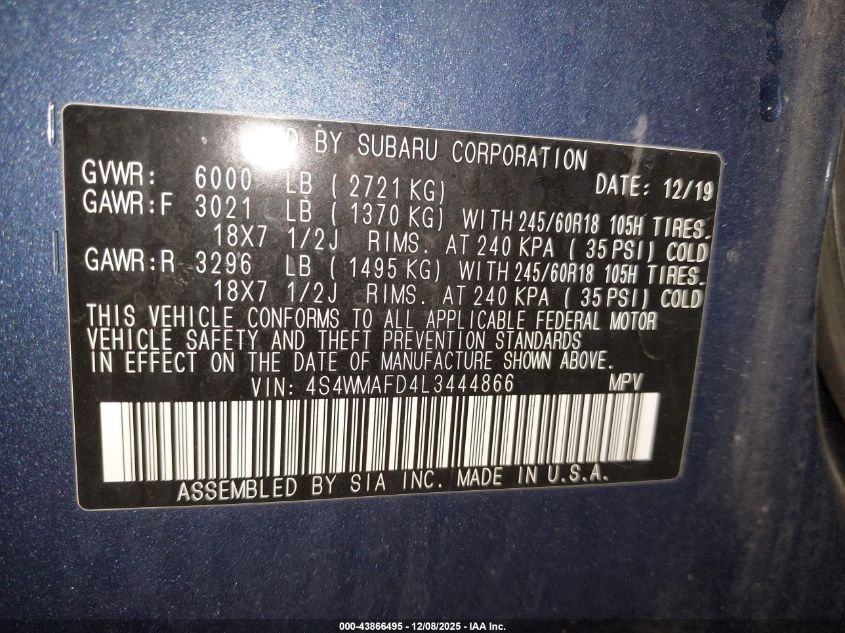 BY SUBARU CORPORATION
GVWR: 6000 LB ( 2721 KG) DATE: 12/19
GAWR:F 3021 LB ( 1370 KG) WITH 245/60R18 105H TIRES.
18X7 1/2J RIMS. AT 240 KPA ( 35 PSI) COLD
GAWR:R 3296 LB ( 1495 KG) WITH 245/60R18 105H TIRES.
18X7 1/2J RIMS. AT 240 KPA ( 35 PSI) COLD
THIS VEHICLE CONFORMS TO ALL APPLICABLE FEDERAL MOTOR
VEHICLE SAFETY AND THEFT PREVENTION STANDARDS
IN EFFECT ON THE DATE OF MANUFACTURE SHOWN ABOVE.
VIN: 4S4WMAFD4L3444866 MPV
ASSEMBLED BY SIA INC. MADE IN U.S.A.
000-43866495 - 12/08/2025 - IAA Inc.